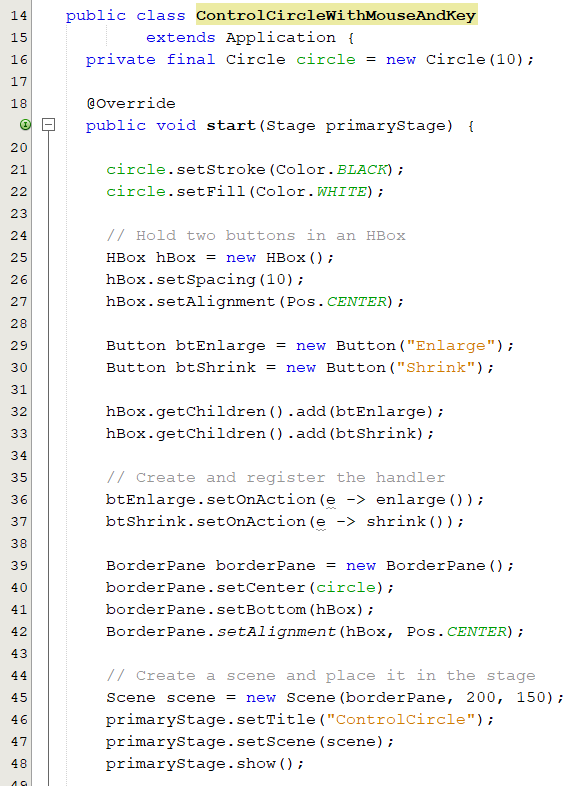 14 public class ControlCircleWithMouseAndKey
15 extends Application {
16 private final Circle circle = new Circle(10);
17
18 @Override
public void start(Stage primaryStage) {
20
21 circle.setStroke(Color.BLACK);
22 circle.setFill(Color.WHITE);
23
24 // Hold two buttons in an HBox
25 HBox hBox = new HBox();
26 hBox.setSpacing(10);
27 hBox.setAlignment(Pos.CENTER);
28
29 Button btEnlarge = new Button("Enlarge");
30 Button btShrink = new Button("Shrink");
31
32 hBox.getChildren().add(btEnlarge);
33 hBox.getChildren().add(btShrink);
34
35 // Create and register the handler
36 btEnlarge.setOnAction(e -> enlarge());
37 btShrink.setOnAction(e -> shrink());
38
39 BorderPane borderPane = new BorderPane();
40 borderPane.setCenter(circle);
41 borderPane.setBottom(hBox);
42 BorderPane.setAlignment(hBox, Pos.CENTER);
43
44 // Create a scene and place it in the stage
45 Scene scene = new Scene(borderPane, 200, 150);
46 primaryStage.setTitle("ControlCircle");
47 primaryStage.setScene(scene);
48 primaryStage.show();
49